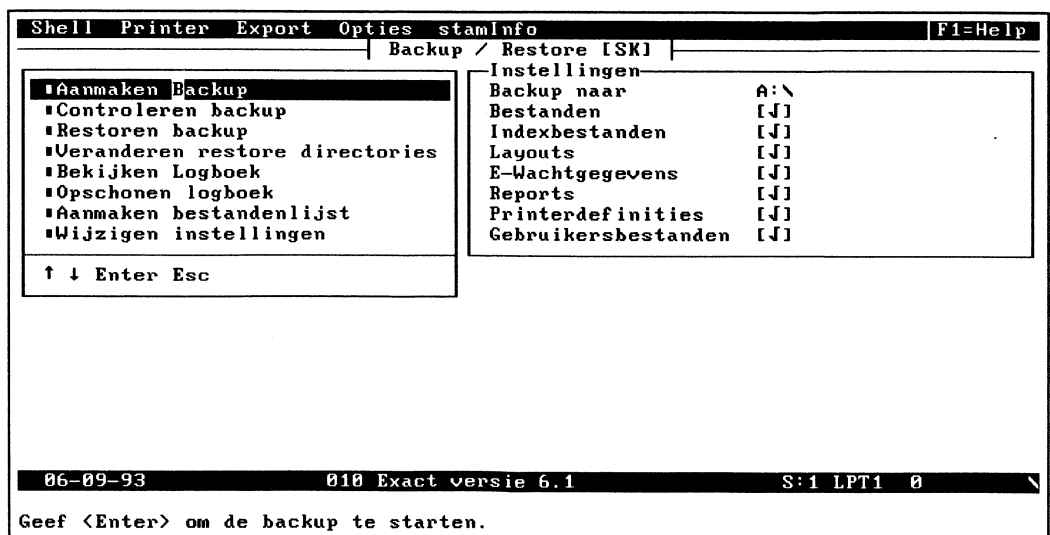 Shell Printer Export Opties stamInfo F1=Help
Backup / Restore [SK]
Aanmaken Backup
Controleren backup
Restoren backup
Veranderen restore directories
Bekijken Logboek
Opschonen logboek
Aanmaken bestandenlijst
Wijzigen instellingen
↑ ↓ Enter Esc
Instellingen
Backup naar A:\
Bestanden [√]
Indexbestanden [√]
Layouts [√]
E-Wachtgegevens [√]
Reports [√]
Printerdefinities [√]
Gebruikersbestanden [√]
06-09-93 010 Exact versie 6.1 S:1 LPT1 0 \
Geef <Enter> om de backup te starten.